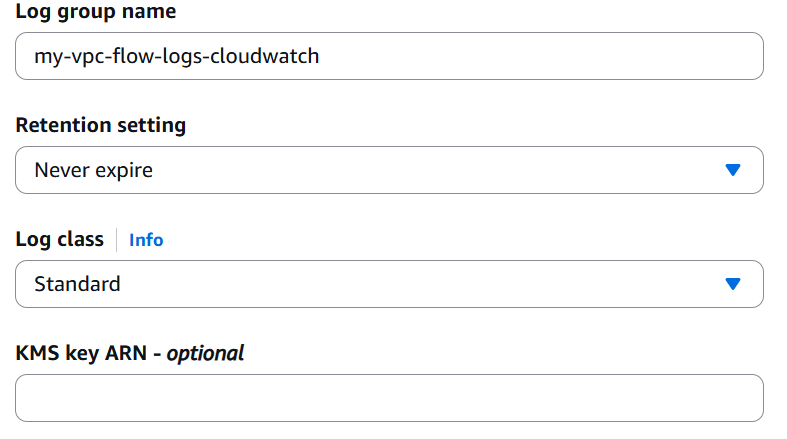 Log group name
my-vpc-flow-logs-cloudwatch
Retention setting
Never expire
Log class Info
Standard
KMS key ARN - optional